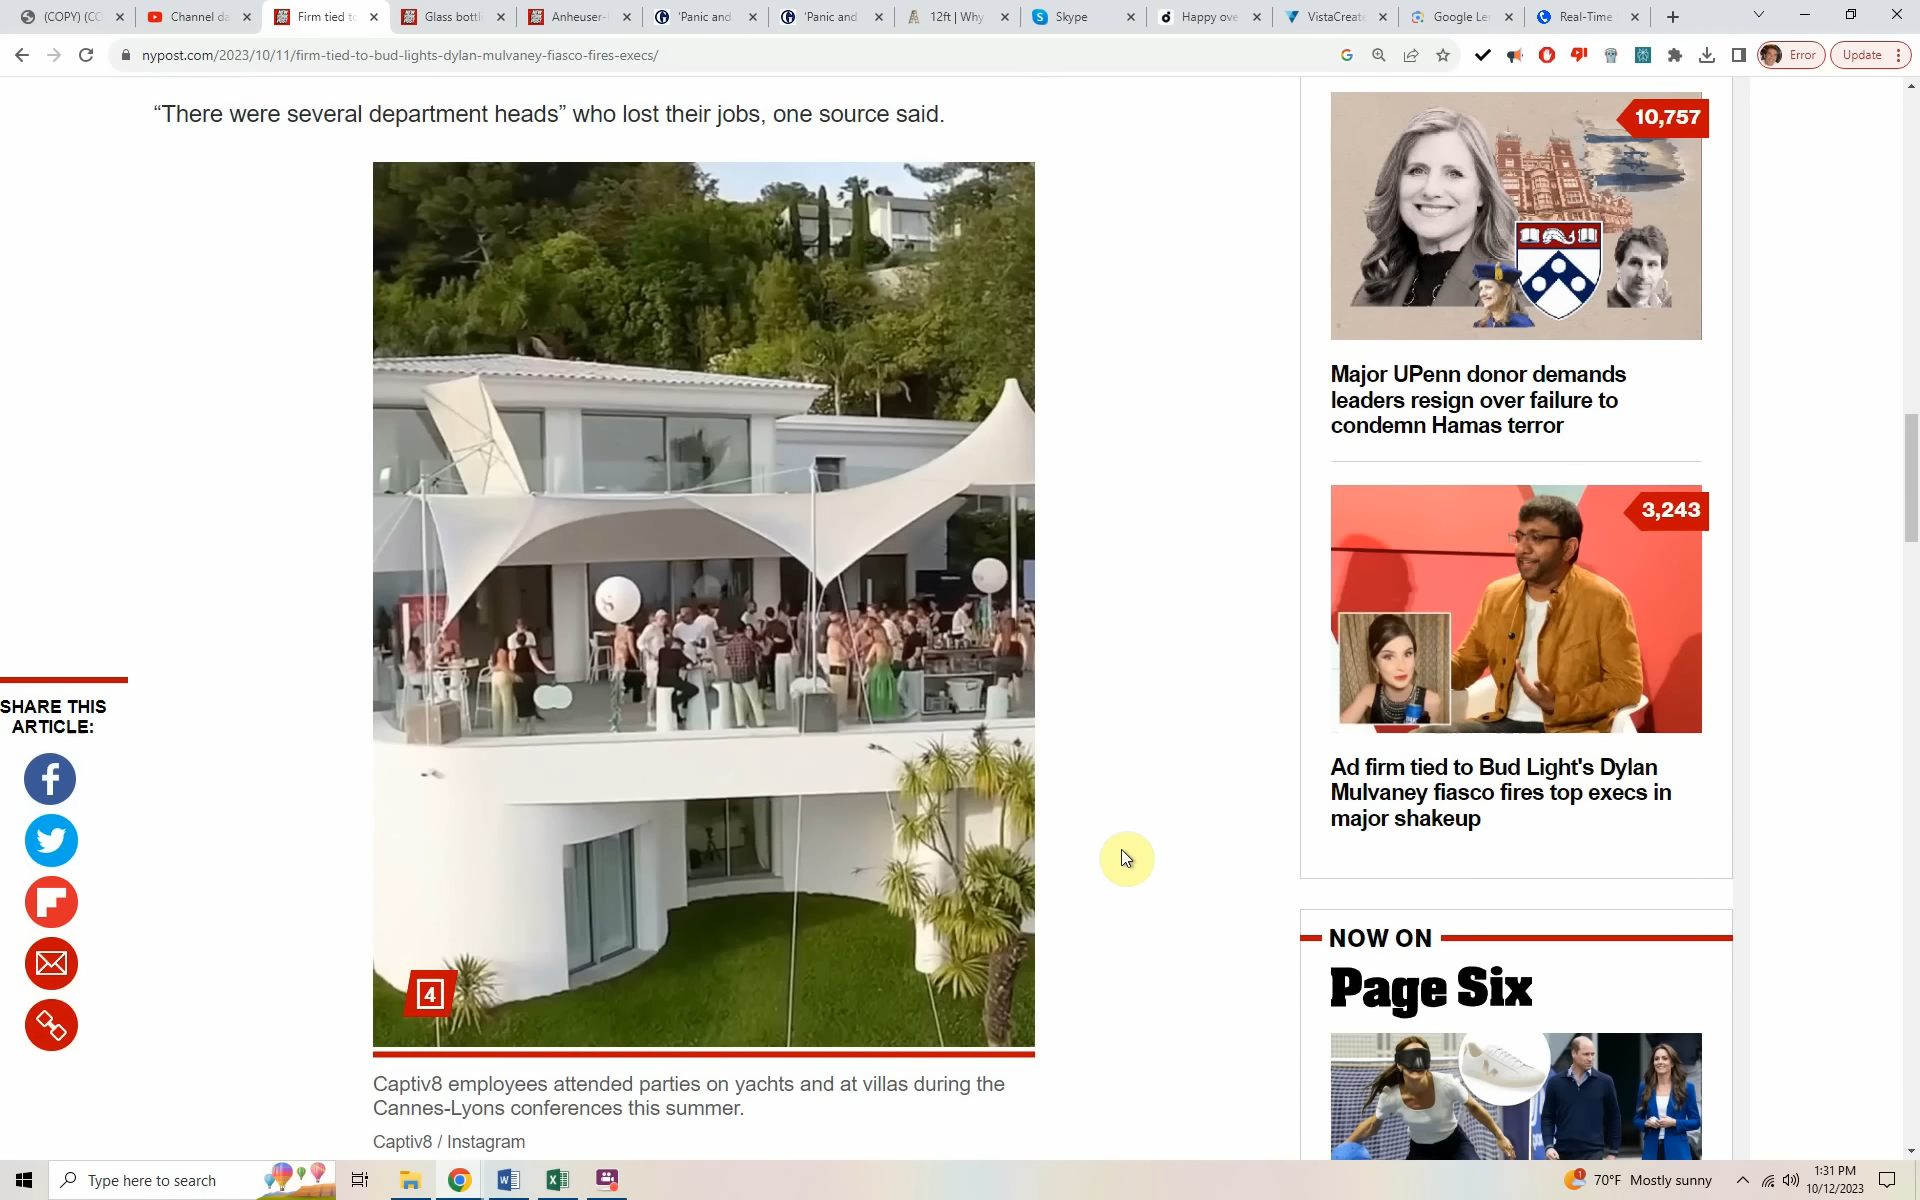 (COPY) (CC
Channel da
Firm tied to
Glass bottl
Anheuser-
'Panic and
'Panic and
12ft | Why
Skype
Happy ove
VistaCreat
Google Len
Real-Time
nypost.com/2023/10/11/firm-tied-to-bud-lights-dylan-mulvaney-fiasco-fires-execs/
Error
Update
“There were several department heads” who lost their jobs, one source said.
10,757
Major UPenn donor demands
leaders resign over failure to
condemn Hamas terror
3,243
Ad firm tied to Bud Light's Dylan
Mulvaney fiasco fires top execs in
major shakeup
SHARE THIS
ARTICLE:
4
Captiv8 employees attended parties on yachts and at villas during the
Cannes-Lyons conferences this summer.
Captiv8 / Instagram
NOW ON
Page Six
Type here to search
1
70°F Mostly sunny
1:31 PM
10/12/2023